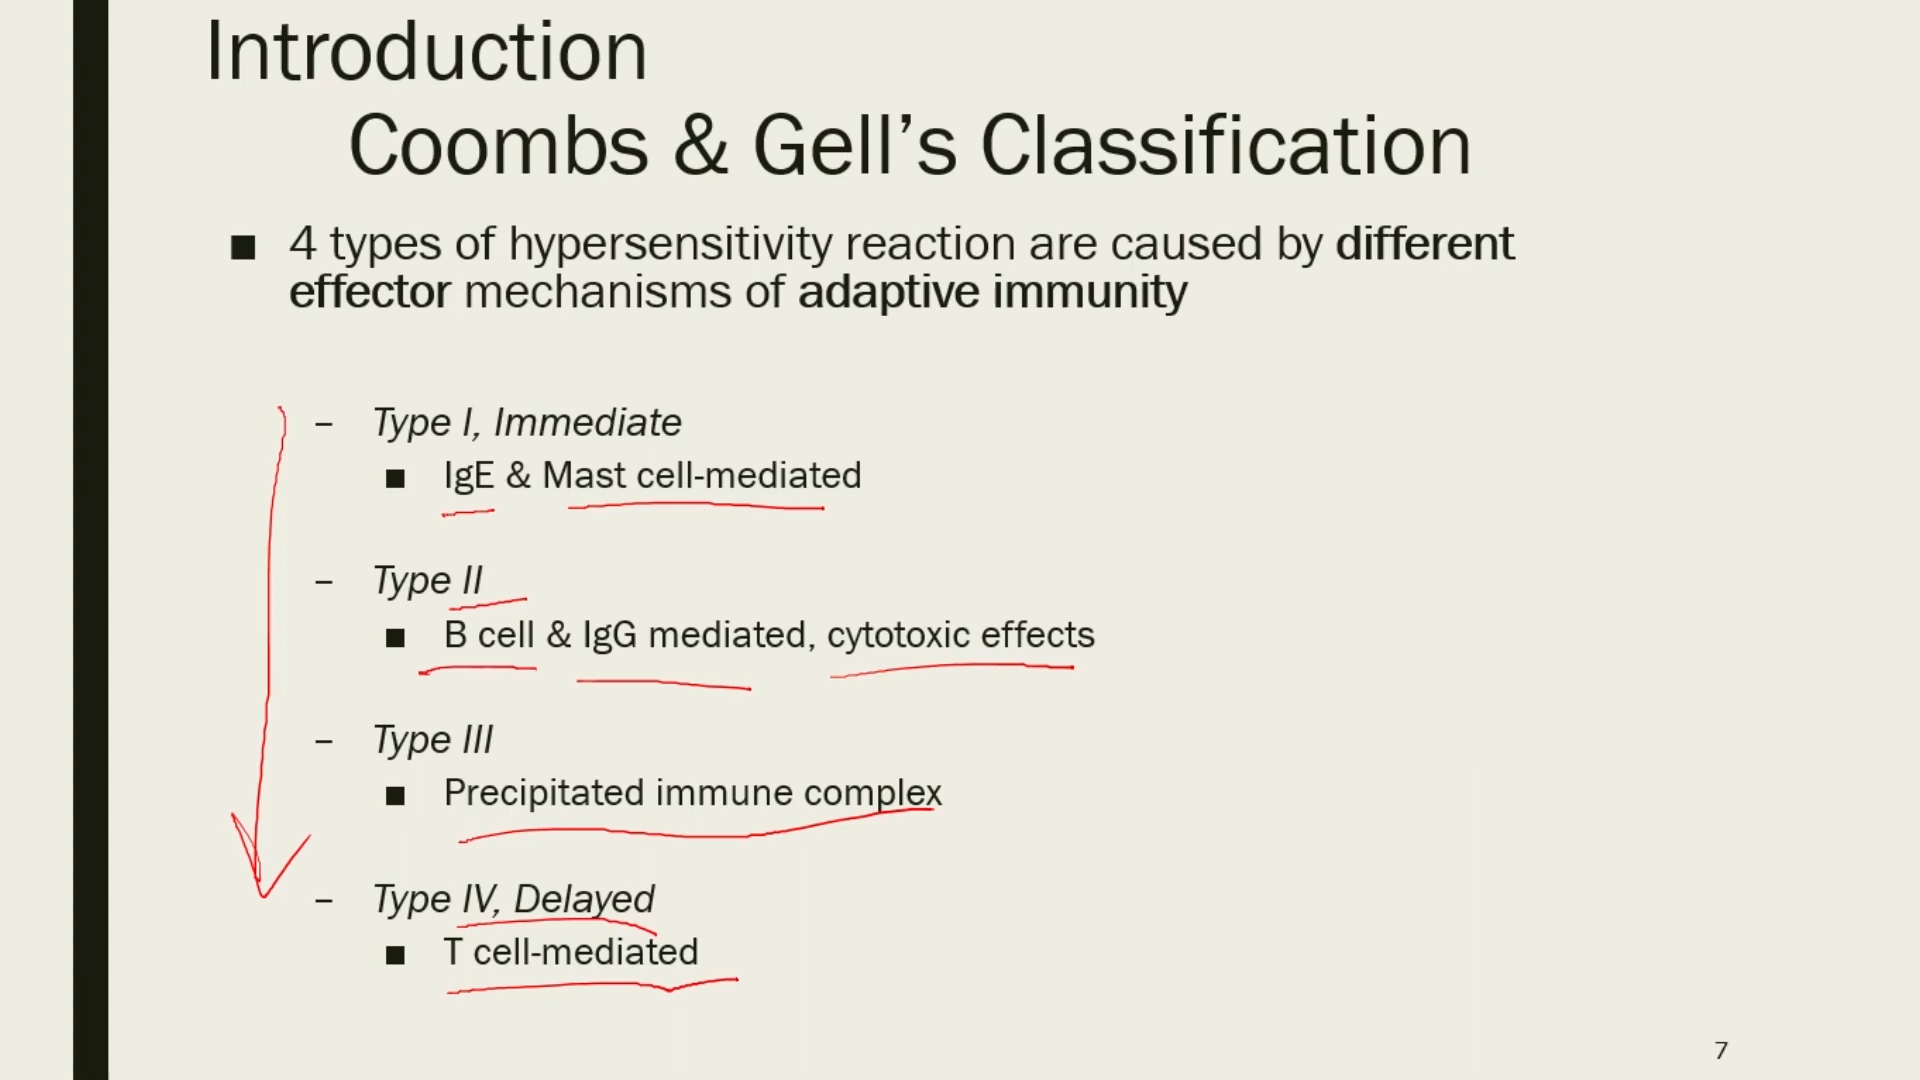 Introduction
Coombs & Gell’s Classification
■ 4 types of hypersensitivity reaction are caused by different
effector mechanisms of adaptive immunity
– Type I, Immediate
■ IgE & Mast cell-mediated
– Type II
■ B cell & IgG mediated, cytotoxic effects
– Type III
■ Precipitated immune complex
– Type IV, Delayed
■ T cell-mediated
7